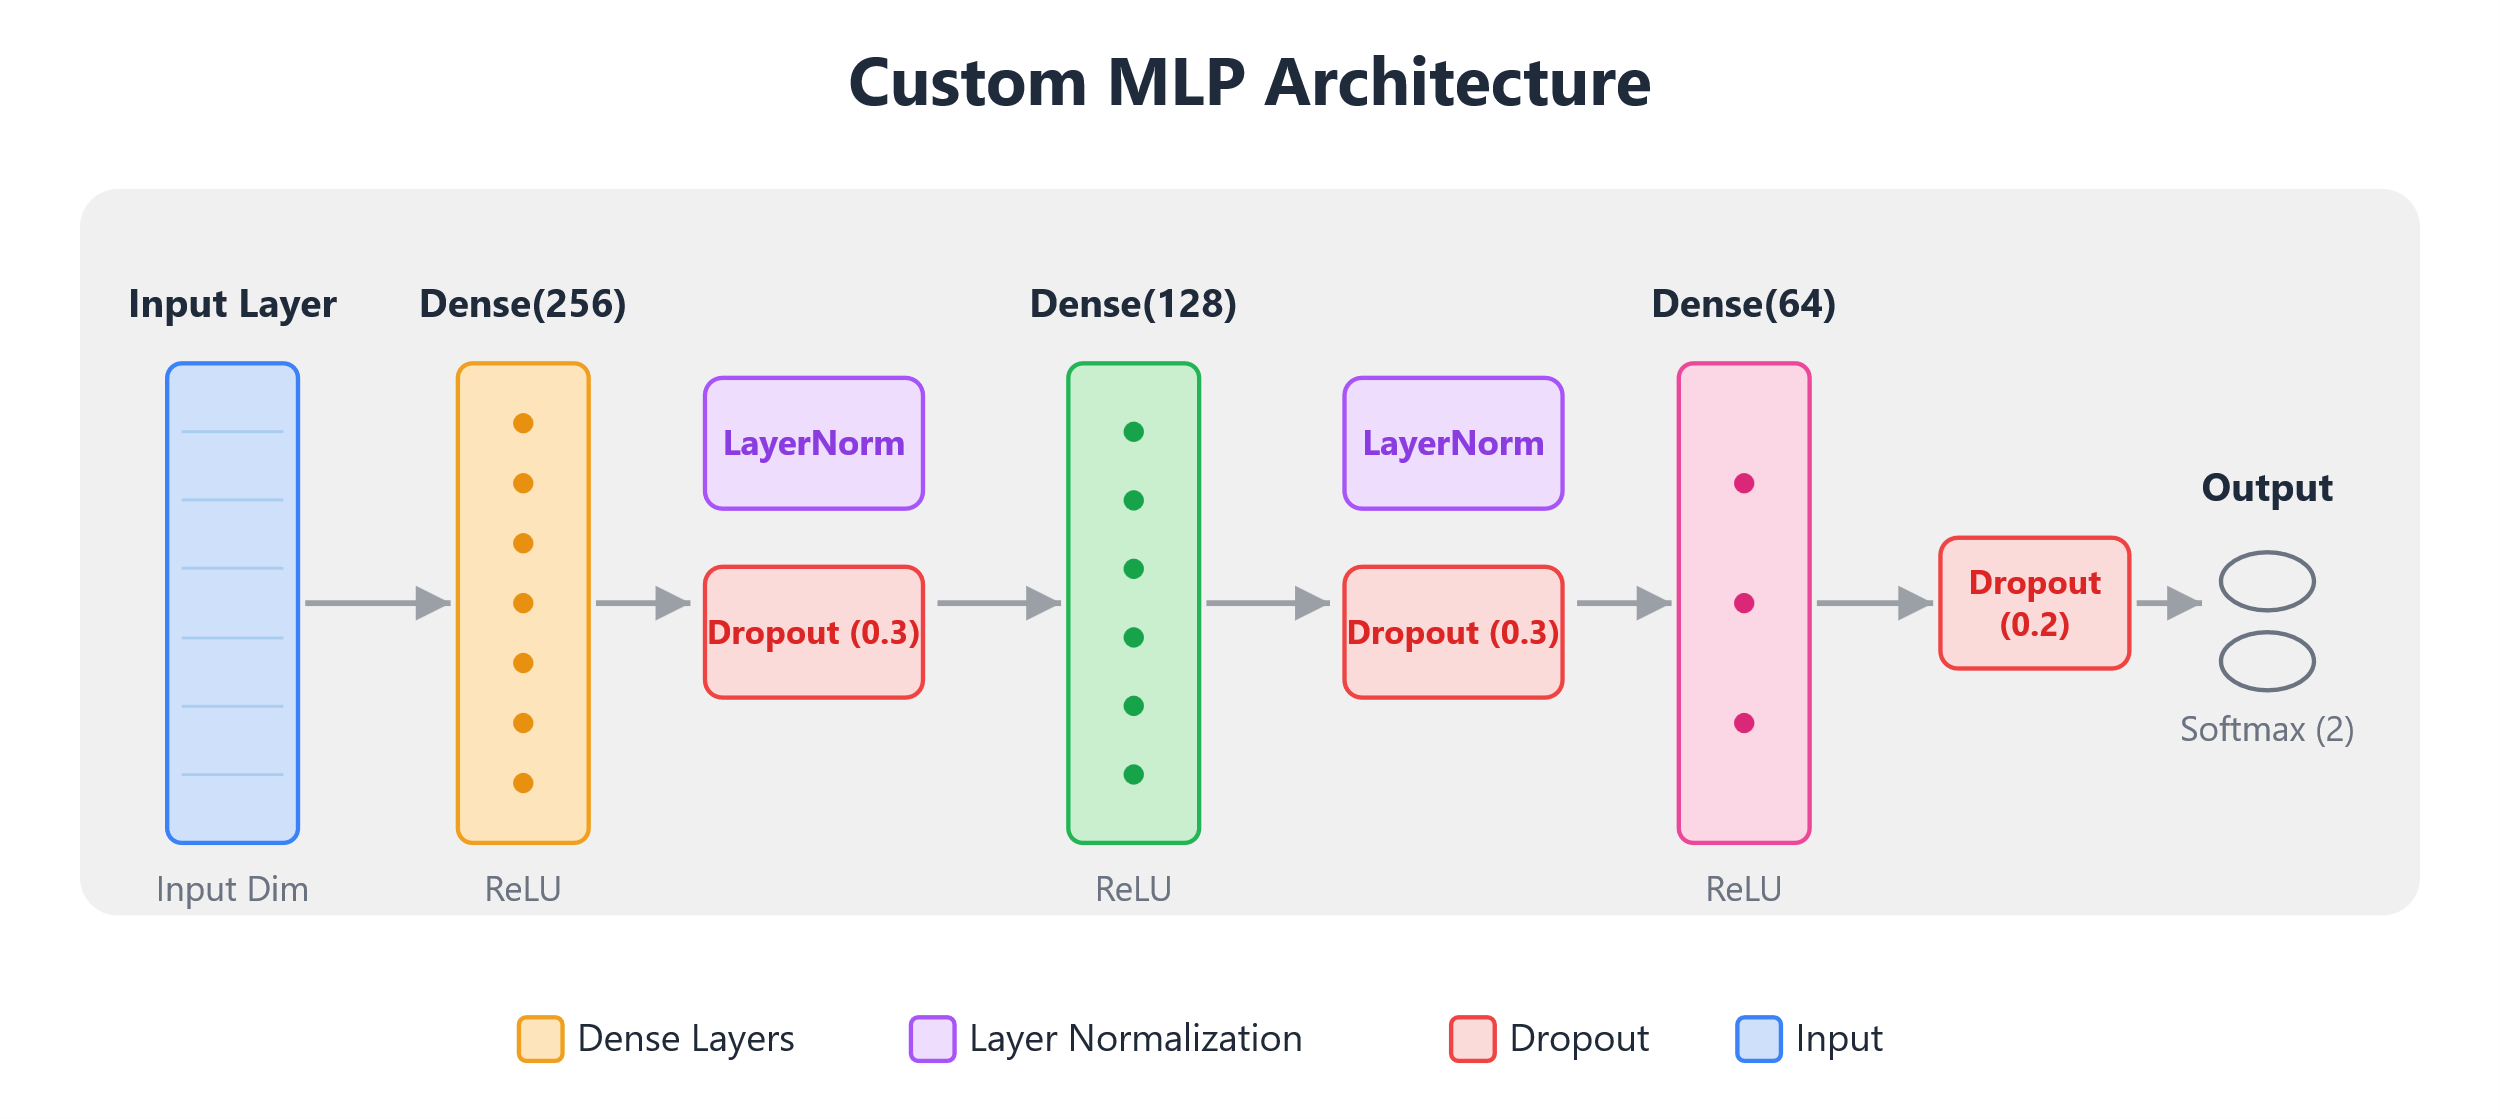 Custom MLP Architecture
Input Layer
Dense(256)
Dense(128)
Dense(64)
LayerNorm
LayerNorm
Output
Dropout (0.3)
Dropout (0.3)
Dropout
(0.2)
Softmax (2)
Input Dim
ReLU
ReLU
ReLU
Dense Layers
Layer Normalization
Dropout
Input